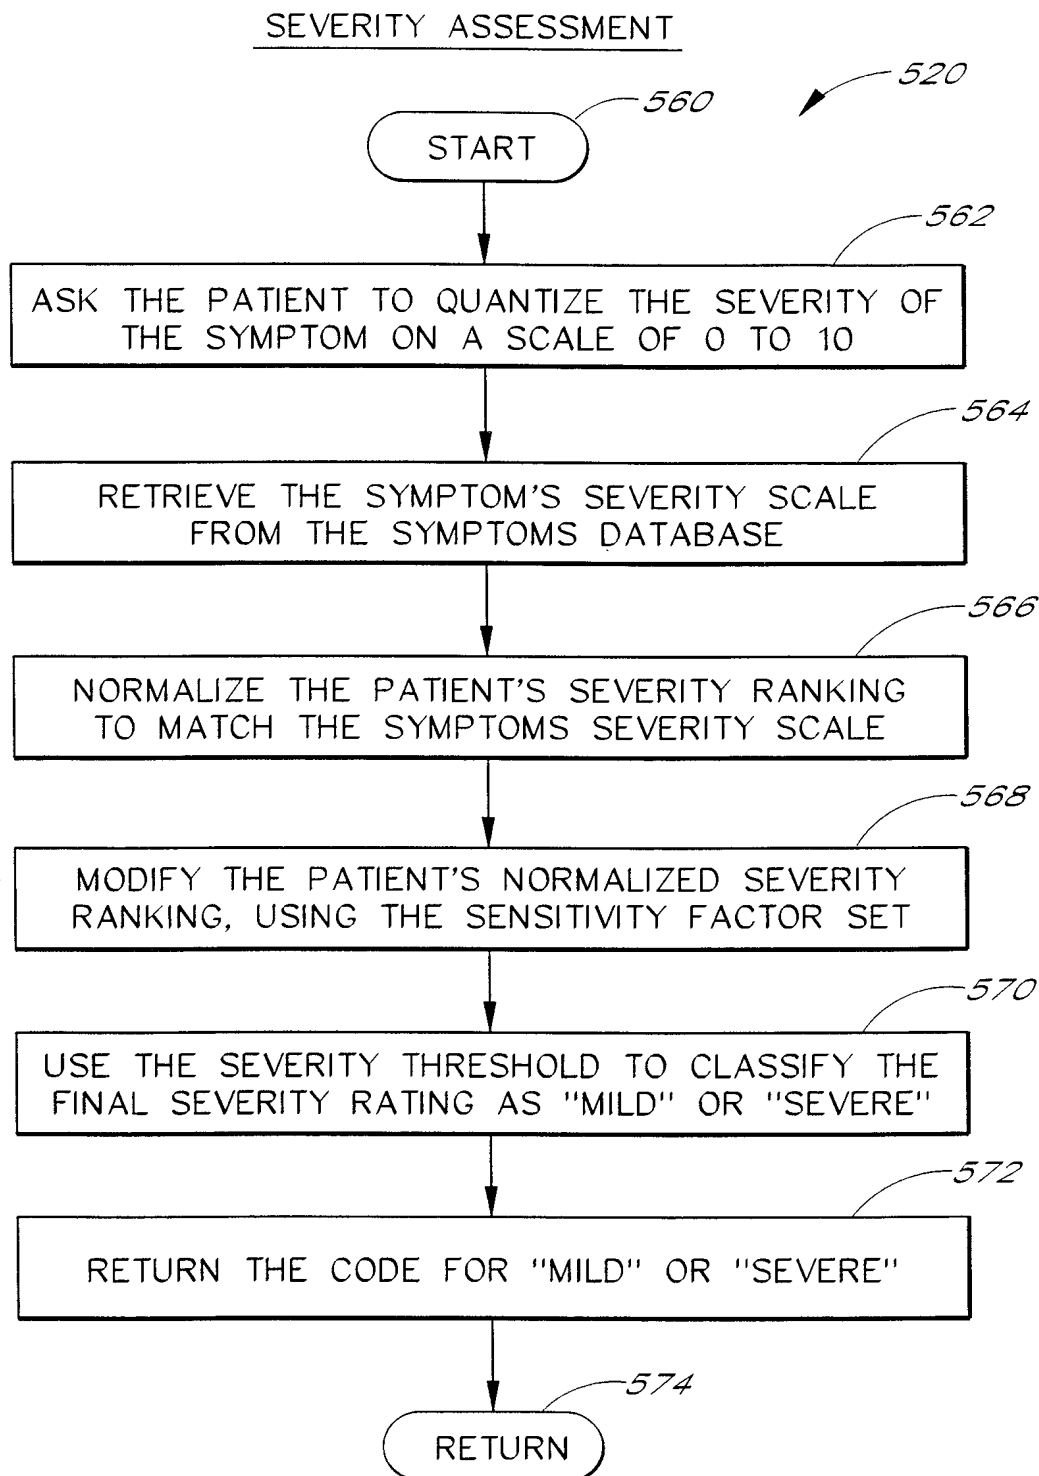 SEVERITY ASSESSMENT
520
560
START
562
ASK THE PATIENT TO QUANTIZE THE SEVERITY OF
THE SYMPTOM ON A SCALE OF 0 TO 10
564
RETRIEVE THE SYMPTOM'S SEVERITY SCALE
FROM THE SYMPTOMS DATABASE
566
NORMALIZE THE PATIENT'S SEVERITY RANKING
TO MATCH THE SYMPTOMS SEVERITY SCALE
568
MODIFY THE PATIENT'S NORMALIZED SEVERITY
RANKING, USING THE SENSITIVITY FACTOR SET
570
USE THE SEVERITY THRESHOLD TO CLASSIFY THE
FINAL SEVERITY RATING AS "MILD" OR "SEVERE"
572
RETURN THE CODE FOR "MILD" OR "SEVERE"
574
RETURN